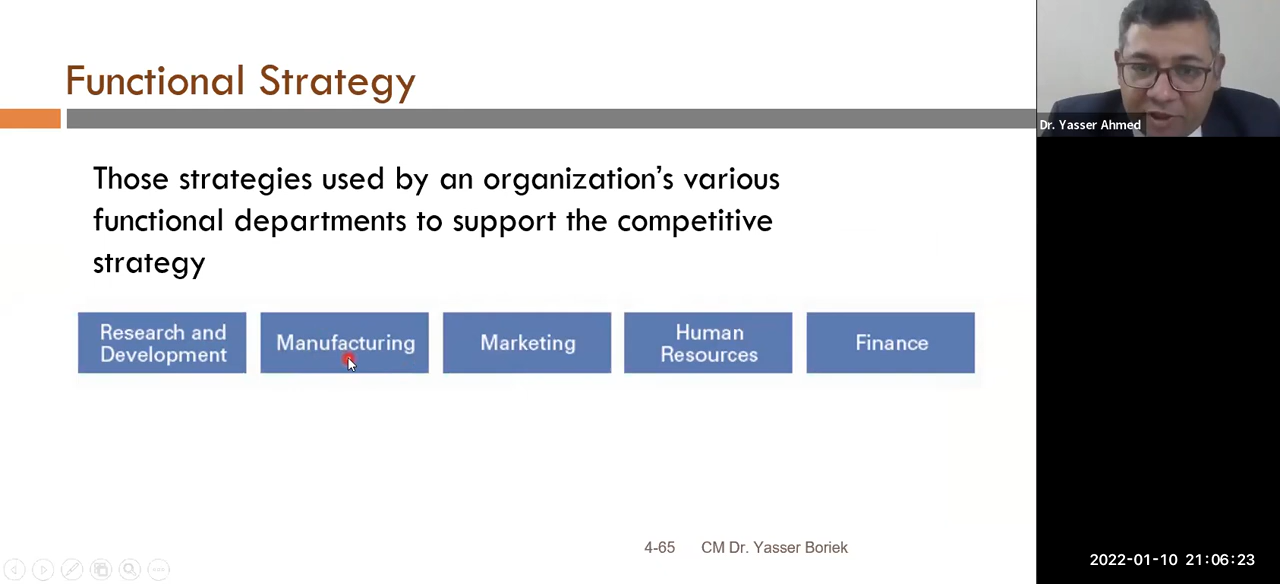 Functional Strategy
Dr. Yasser Ahmed
Those strategies used by an organization’s various
functional departments to support the competitive
strategy
Research and
Development
Manufacturing
Marketing
Human
Resources
Finance
4-65
CM Dr. Yasser Boriek
2022-01-10 21:06:23